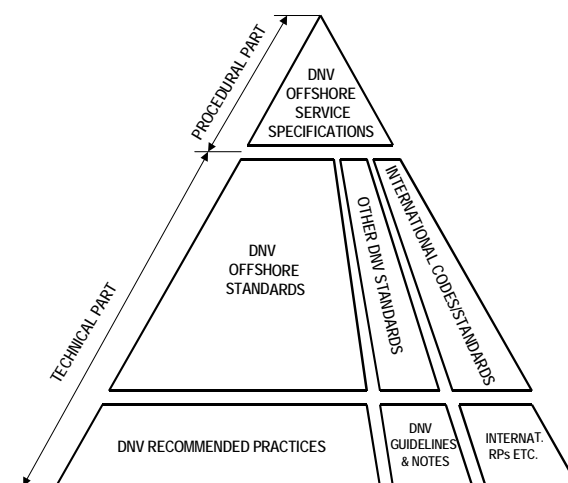 PROCEDURAL PART
DNV
OFFSHORE
SERVICE
SPECIFICATIONS
TECHNICAL PART
DNV
OFFSHORE
STANDARDS
OTHER DNV STANDARDS
INTERNATIONAL CODES/STANDARDS
DNV RECOMMENDED PRACTICES
DNV
GUIDELINES
& NOTES
INTERNAT.
RPs ETC.